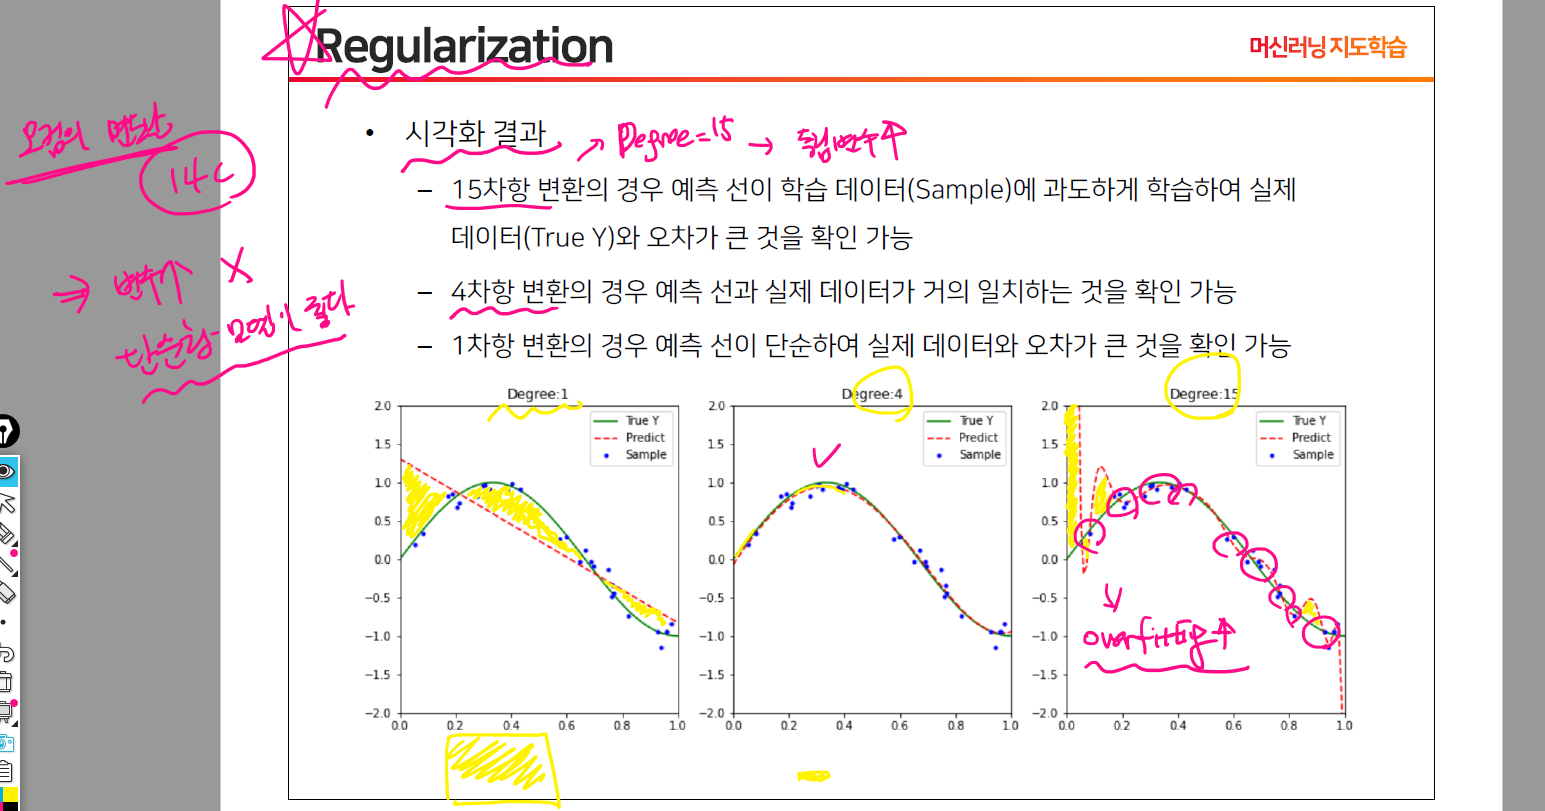 Regularization
머신러닝 지도학습
• 시각화 결과
Degree=15 → 독립변수↑
– 15차항 변환의 경우 예측 선이 학습 데이터(Sample)에 과도하게 학습하여 실제
데이터(True Y)와 오차가 큰 것을 확인 가능
– 4차항 변환의 경우 예측 선과 실제 데이터가 거의 일치하는 것을 확인 가능
– 1차항 변환의 경우 예측 선이 단순하여 실제 데이터와 오차가 큰 것을 확인 가능
면도날
⇒ 변수↑ X
모델이 좋다
Degree:1
True Y
Predict
Sample
2.0
1.5
1.0
0.5
0.0
−0.5
−1.0
−1.5
−2.0
0.0 0.2 0.4 0.6 0.8 1.0
Degree:4
True Y
Predict
Sample
2.0
1.5
1.0
0.5
0.0
−0.5
−1.0
−1.5
−2.0
0.0 0.2 0.4 0.6 0.8 1.0
Degree:15
True Y
Predict
Sample
2.0
1.5
1.0
0.5
0.0
−0.5
−1.0
−1.5
−2.0
0.0 0.2 0.4 0.6 0.8 1.0
overfitting↑